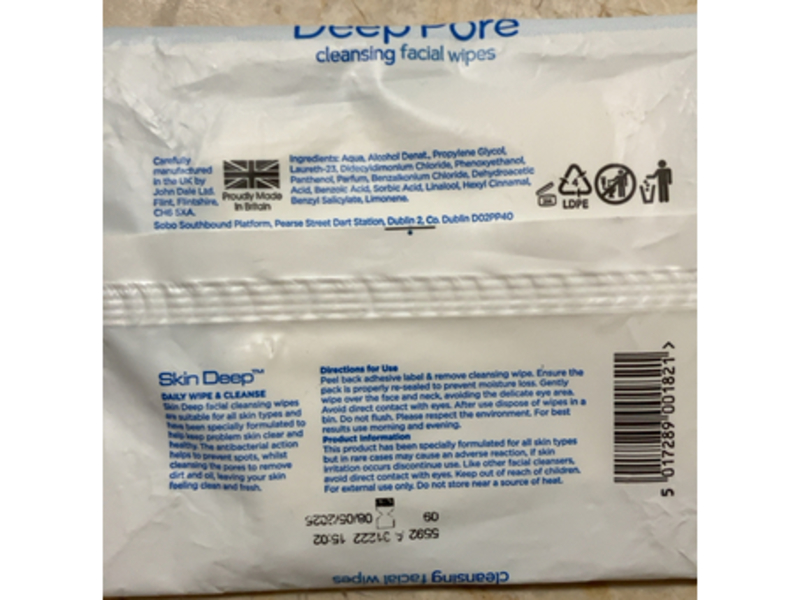 Deep Pore
cleansing facial wipes
Carefully
manufactured
in the UK by
John Dale Ltd.
Flint, Flintshire,
CH6 5XA.
Proudly Made
in Britain
Ingredients: Aqua, Alcohol Denat., Propylene Glycol,
Laureth-23, Didecyldimonium Chloride, Phenoxyethanol,
Panthenol, Parfum, Benzalkonium Chloride, Dehydroacetic
Acid, Benzoic Acid, Sorbic Acid, Linalool, Hexyl Cinnamal,
Benzyl Salicylate, Limonene.
LDPE
Sobo Southbound Platform, Pearse Street Dart Station, Dublin 2, Co. Dublin D02PP40
Skin Deep™
DAILY WIPE & CLEANSE
Skin Deep facial cleansing wipes
are suitable for all skin types and
have been specially formulated to
help keep problem skin clear and
healthy. The antibacterial action
helps to prevent spots, whilst
cleansing the pores to remove
dirt and oil, leaving your skin
feeling clean and fresh.
Directions for Use
Peel back adhesive label & remove cleansing wipe. Ensure the
pack is properly re-sealed to prevent moisture loss. Gently
wipe over the face and neck, avoiding the delicate eye area.
Avoid direct contact with eyes. After use dispose of wipes in a
bin. Do not flush. Please respect the environment. For best
results use morning and evening.
Product Information
This product has been specially formulated for all skin types
but in rare cases may cause an adverse reaction, if skin
irritation occurs discontinue use. Like other facial cleansers,
avoid direct contact with eyes. Keep out of reach of children.
For external use only. Do not store near a source of heat.
5 017289 001821 >
09 08/05/2025
5592 A 31222 15:02
cleansing facial wipes